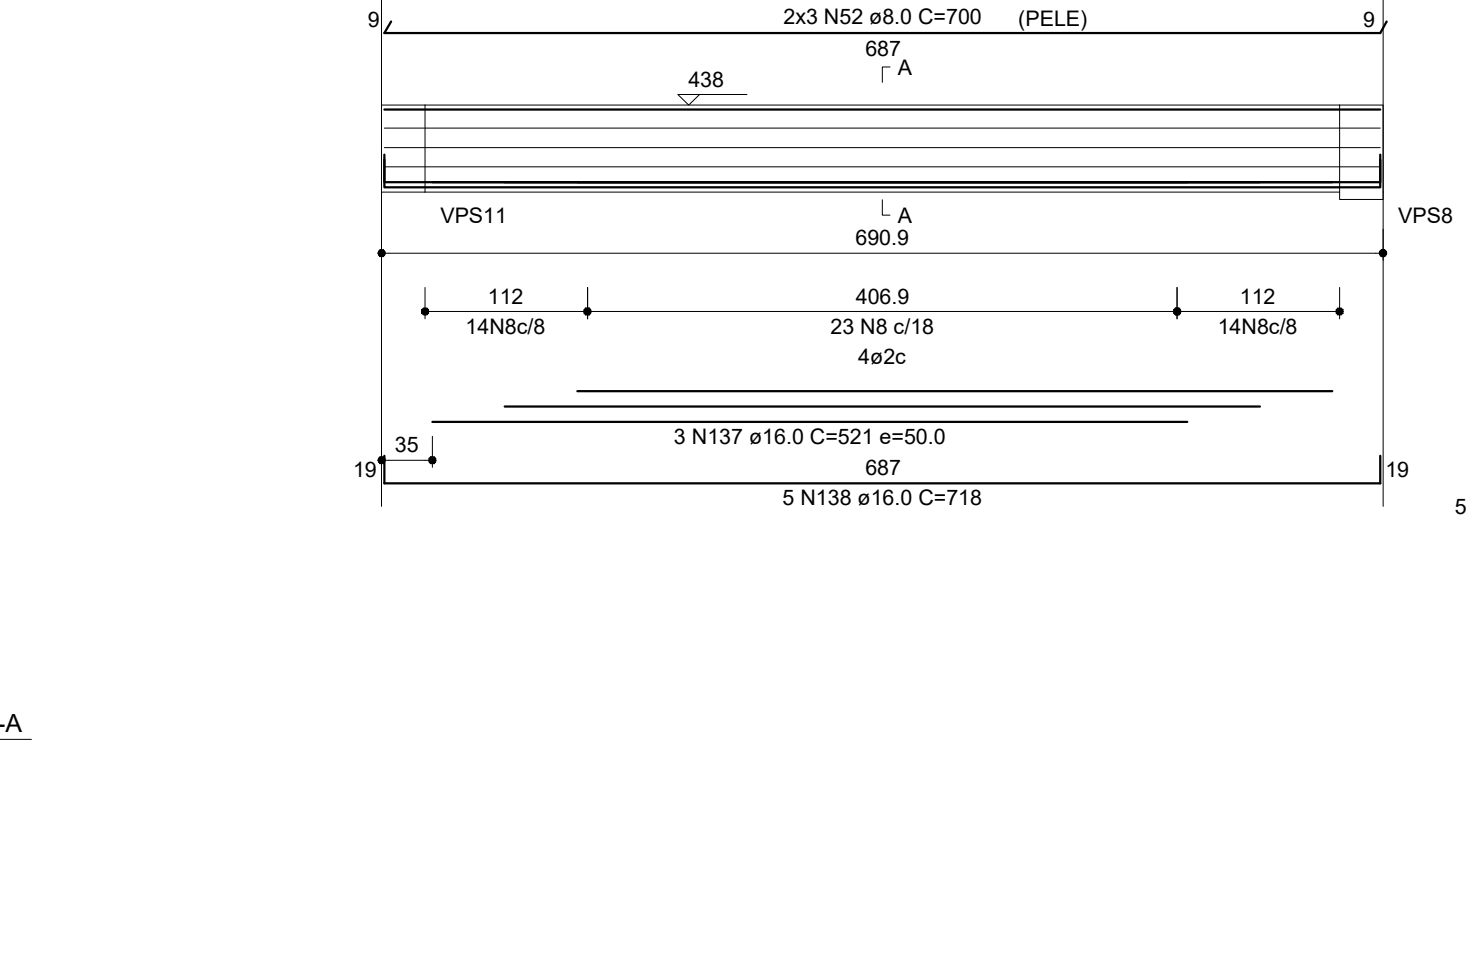 9 2x3 N52 ø8.0 C=700 (PELE) 9
687
A
438
VPS11 A VPS8
690.9
112 406.9 112
14N8c/8 23 N8 c/18 14N8c/8
4ø2c
3 N137 ø16.0 C=521 e=50.0
35
19 687 19
5 N138 ø16.0 C=718
5
-A